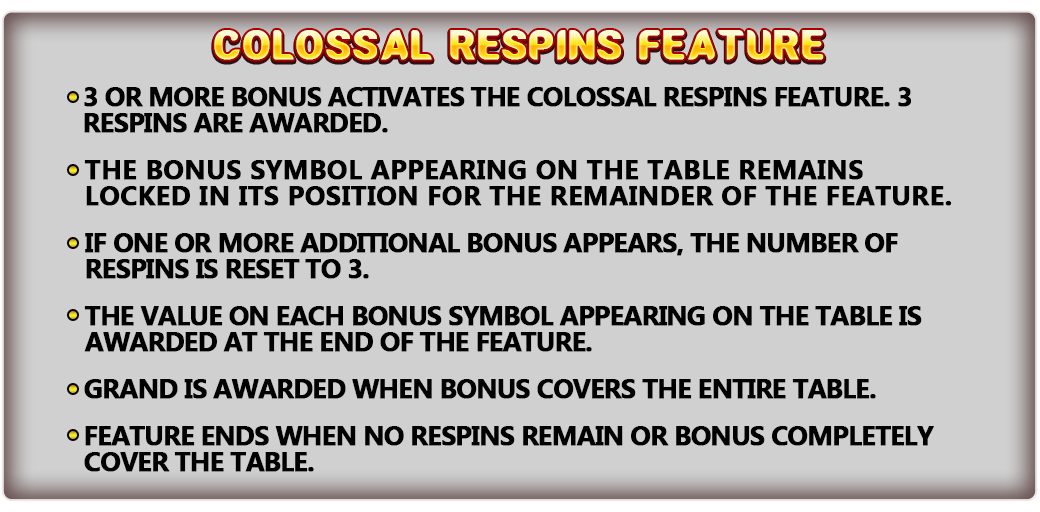 COLOSSAL RESPINS FEATURE
3 OR MORE BONUS ACTIVATES THE COLOSSAL RESPINS FEATURE. 3
RESPINS ARE AWARDED.
THE BONUS SYMBOL APPEARING ON THE TABLE REMAINS
LOCKED IN ITS POSITION FOR THE REMAINDER OF THE FEATURE.
IF ONE OR MORE ADDITIONAL BONUS APPEARS, THE NUMBER OF
RESPINS IS RESET TO 3.
THE VALUE ON EACH BONUS SYMBOL APPEARING ON THE TABLE IS
AWARDED AT THE END OF THE FEATURE.
GRAND IS AWARDED WHEN BONUS COVERS THE ENTIRE TABLE.
FEATURE ENDS WHEN NO RESPINS REMAIN OR BONUS COMPLETELY
COVER THE TABLE.